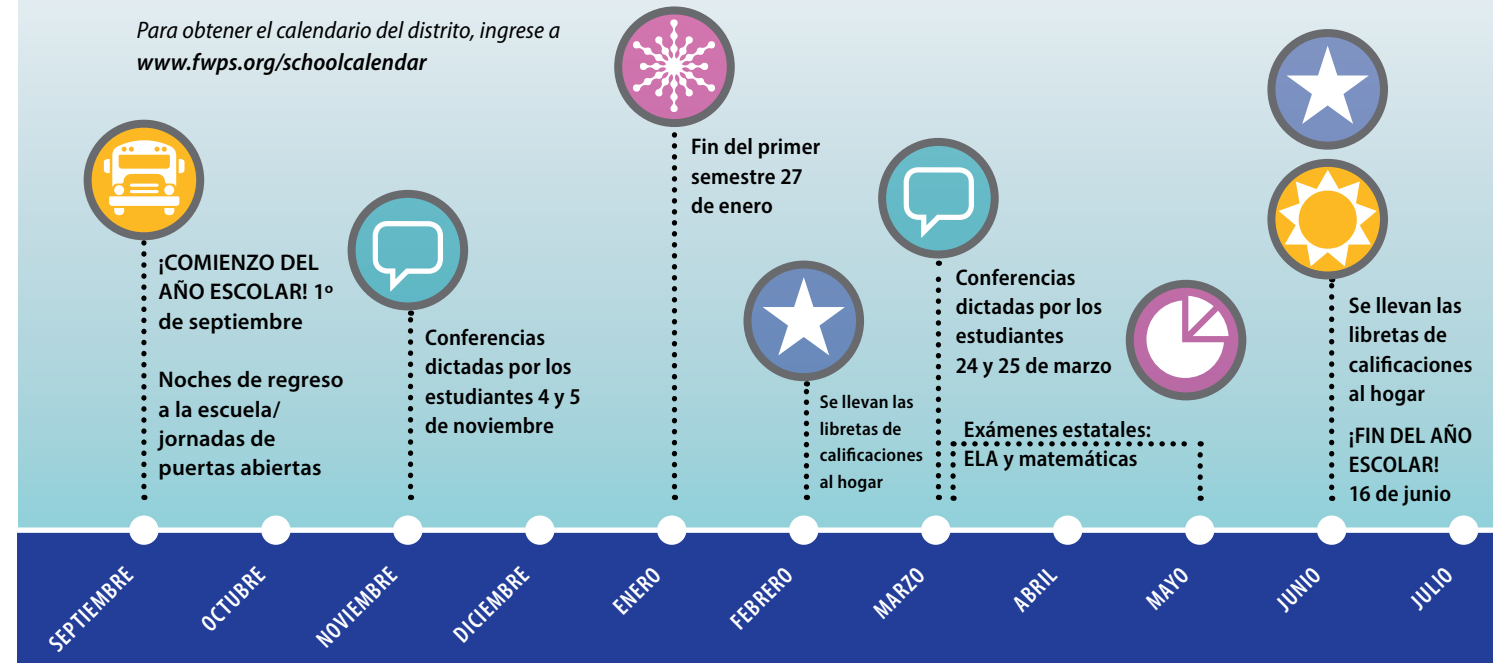 Para obtener el calendario del distrito, ingrese a
www.fwps.org/schoolcalendar
¡COMIENZO DEL
AÑO ESCOLAR! 1º
de septiembre
Noches de regreso
a la escuela/
jornadas de
puertas abiertas
Conferencias
dictadas por los
estudiantes 4 y 5
de noviembre
Fin del primer
semestre 27
de enero
Se llevan las
libretas de
calificaciones
al hogar
Conferencias
dictadas por los
estudiantes
24 y 25 de marzo
Exámenes estatales:
ELA y matemáticas
Se llevan las
libretas de
calificaciones
al hogar
¡FIN DEL AÑO
ESCOLAR!
16 de junio
SEPTIEMBRE
OCTUBRE
NOVIEMBRE
DICIEMBRE
ENERO
FEBRERO
MARZO
ABRIL
MAYO
JUNIO
JULIO